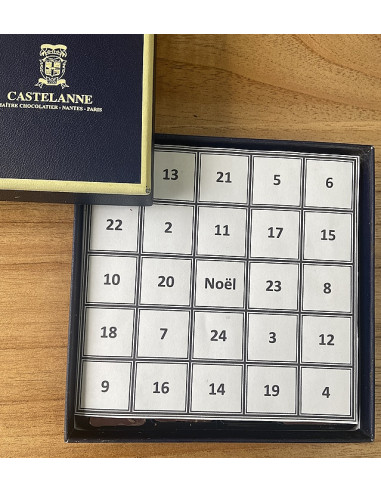 CASTELANNE
MAÎTRE CHOCOLATIER - NANTES - PARIS
13 21 5 6
22 2 11 17 15
10 20 Noël 23 8
18 7 24 3 12
9 16 14 19 4